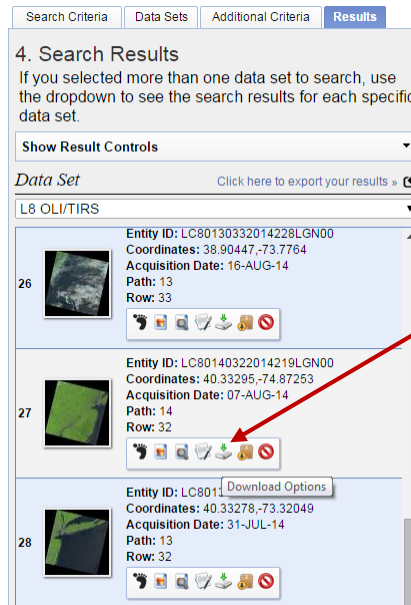 Search Criteria
Data Sets
Additional Criteria
Results
4. Search Results
If you selected more than one data set to search, use
the dropdown to see the search results for each specific
data set.
Show Result Controls
Data Set
Click here to export your results »
L8 OLI/TIRS
26
Entity ID: LC80130332014228LGN00
Coordinates: 38.90447,-73.7764
Acquisition Date: 16-AUG-14
Path: 13
Row: 33
27
Entity ID: LC80140322014219LGN00
Coordinates: 40.33295,-74.87253
Acquisition Date: 07-AUG-14
Path: 14
Row: 32
Download Options
28
Entity ID: LC801
Coordinates: 40.33278,-73.32049
Acquisition Date: 31-JUL-14
Path: 13
Row: 32